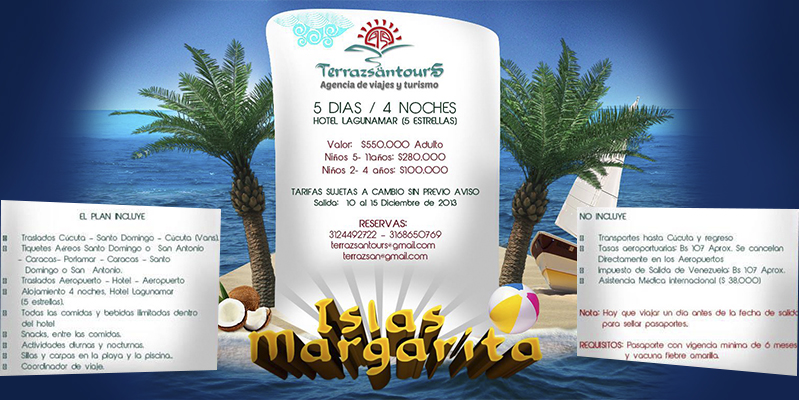 Terrazsantours
Agencia de viajes y turismo
5 DIAS / 4 NOCHES
HOTEL LAGUNAMAR (5 ESTRELLAS)
Valor: $550.000 Adulto
Niños 5- 11años: $280.000
Niños 2- 4 años: $100.000
TARIFAS SUJETAS A CAMBIO SIN PREVIO AVISO
Salida: 10 al 15 Diciembre de 2013
RESERVAS:
3124492722 - 3168650769
terrazsantours@gmail.com
terrazsan@gmail.com
Islas
Margarita
EL PLAN INCLUYE
Traslados Cúcuta - Santo Domingo - Cúcuta (Vans).
Tiquetes Aéreos Santo Domingo o San Antonio
- Caracas- Porlamar - Caracas - Santo
Domingo o San Antonio.
Traslados Aeropuerto - Hotel - Aeropuerto
Alojamiento 4 noches, Hotel Lagunamar
(5 estrellas).
Todas las comidas y bebidas ilimitadas dentro
del hotel
Snacks, entre las comidas.
Actividades diurnas y nocturnas.
Sillas y carpas en la playa y la piscina..
Coordinador de viaje.
NO INCLUYE
Transportes hasta Cúcuta y regreso
Tasas aeroportuarias: Bs 107 Aprox. Se cancelan
Directamente en los Aeropuertos
Impuesto de Salida de Venezuela: Bs 107 Aprox.
Asistencia Médica internacional ($ 38,000)
Nota: Hay que viajar un día antes de la fecha de salida
para sellar pasaportes.
REQUISITOS: Pasaporte con vigencia mínima de 6 meses
y vacuna fiebre amarilla.